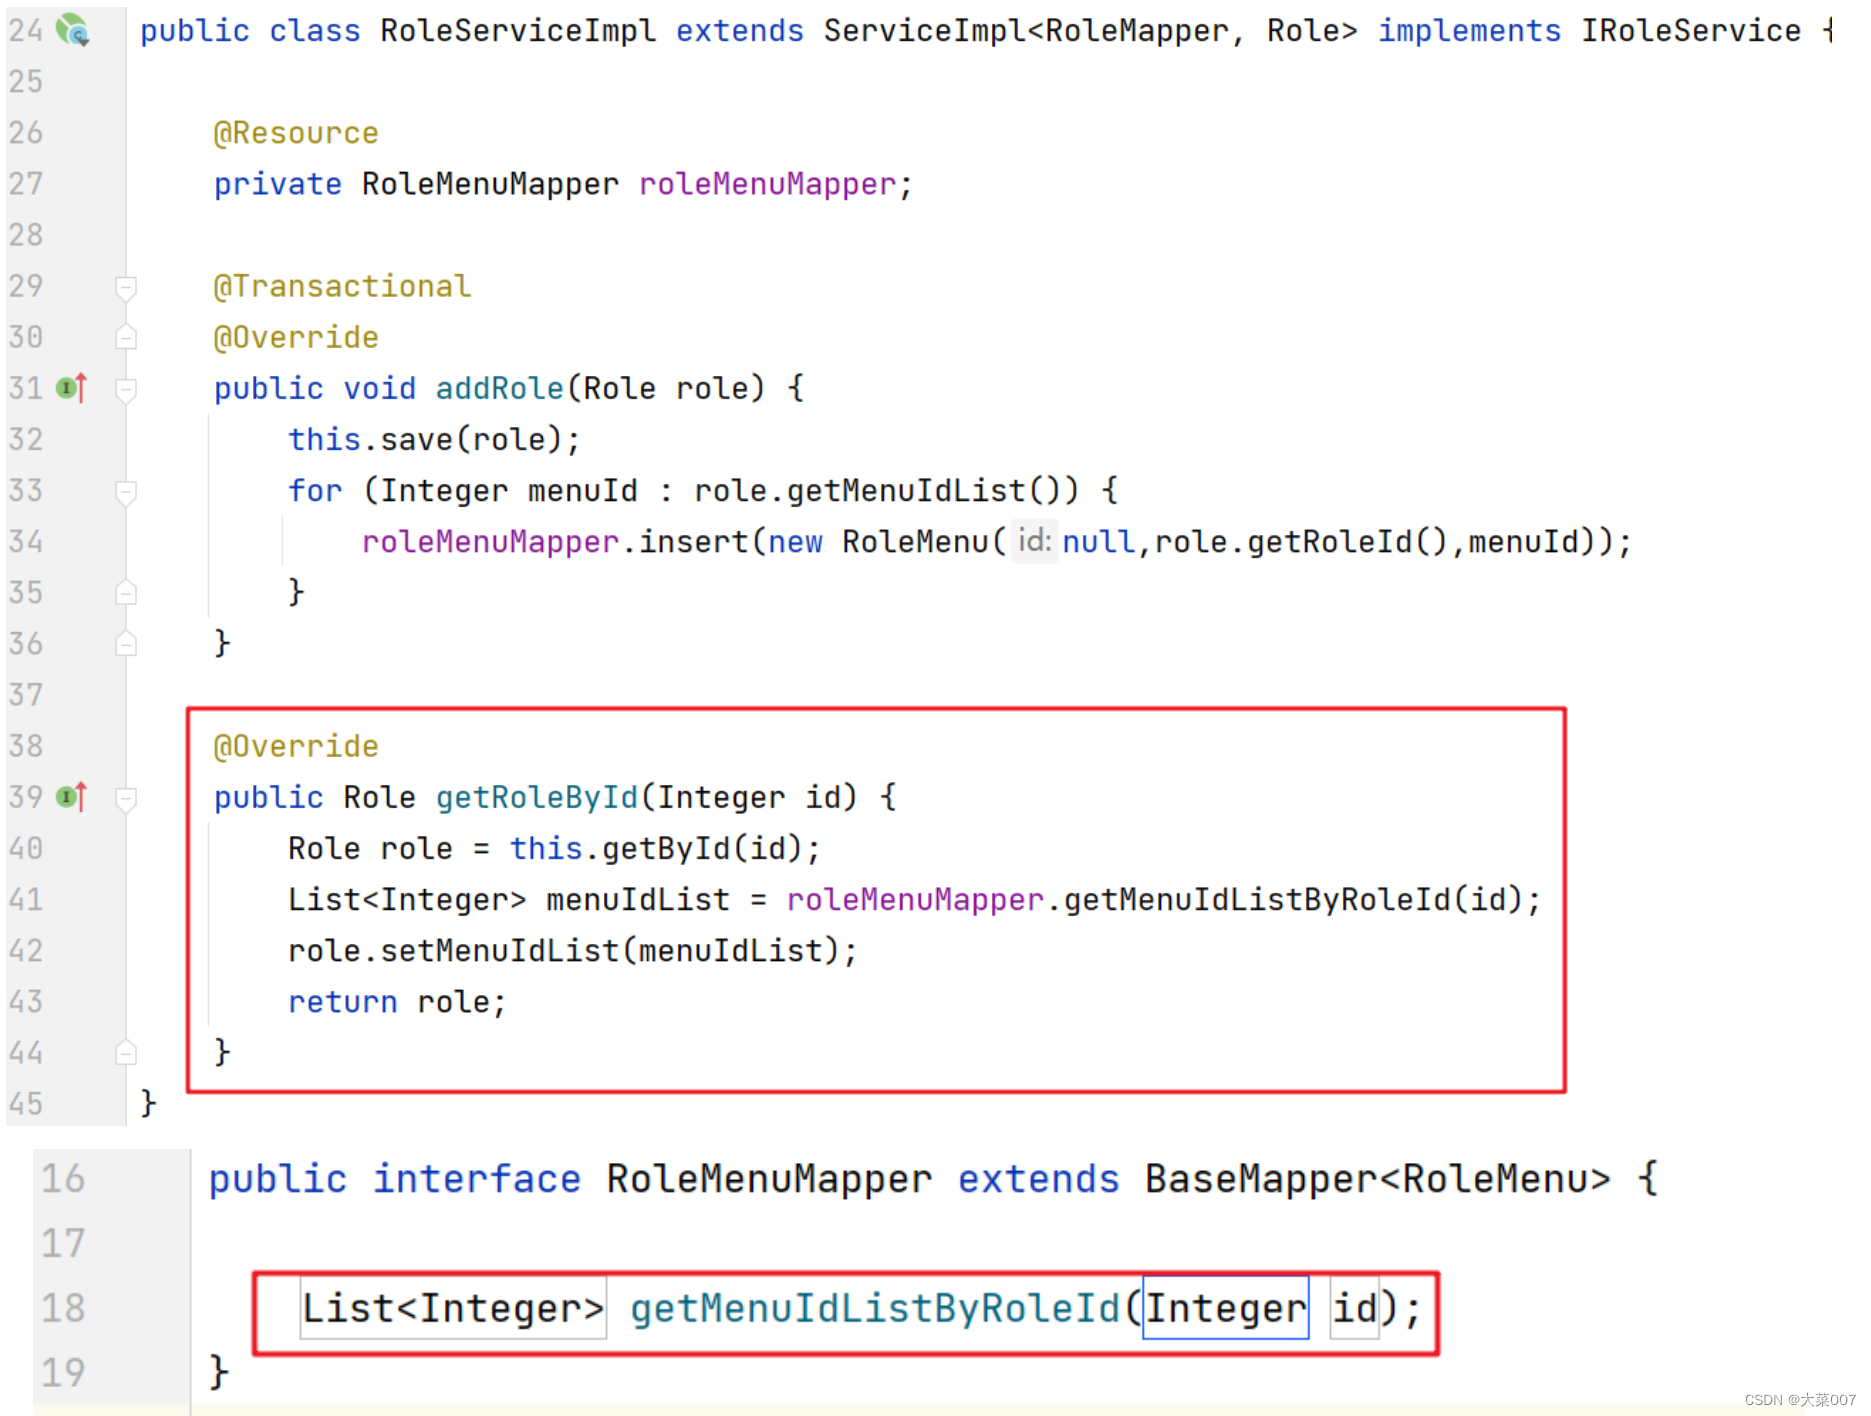 24 public class RoleServiceImpl extends ServiceImpl<RoleMapper, Role> implements IRoleService {
25
26 @Resource
27 private RoleMenuMapper roleMenuMapper;
28
29 @Transactional
30 @Override
31 public void addRole(Role role) {
32 this.save(role);
33 for (Integer menuId : role.getMenuIdList()) {
34 roleMenuMapper.insert(new RoleMenu( id: null,role.getRoleId(),menuId));
35 }
36 }
37
38 @Override
39 public Role getRoleById(Integer id) {
40 Role role = this.getById(id);
41 List<Integer> menuIdList = roleMenuMapper.getMenuIdListByRoleId(id);
42 role.setMenuIdList(menuIdList);
43 return role;
44 }
45 }
16 public interface RoleMenuMapper extends BaseMapper<RoleMenu> {
17
18 List<Integer> getMenuIdListByRoleId(Integer id);
19 }
CSDN @大菜007